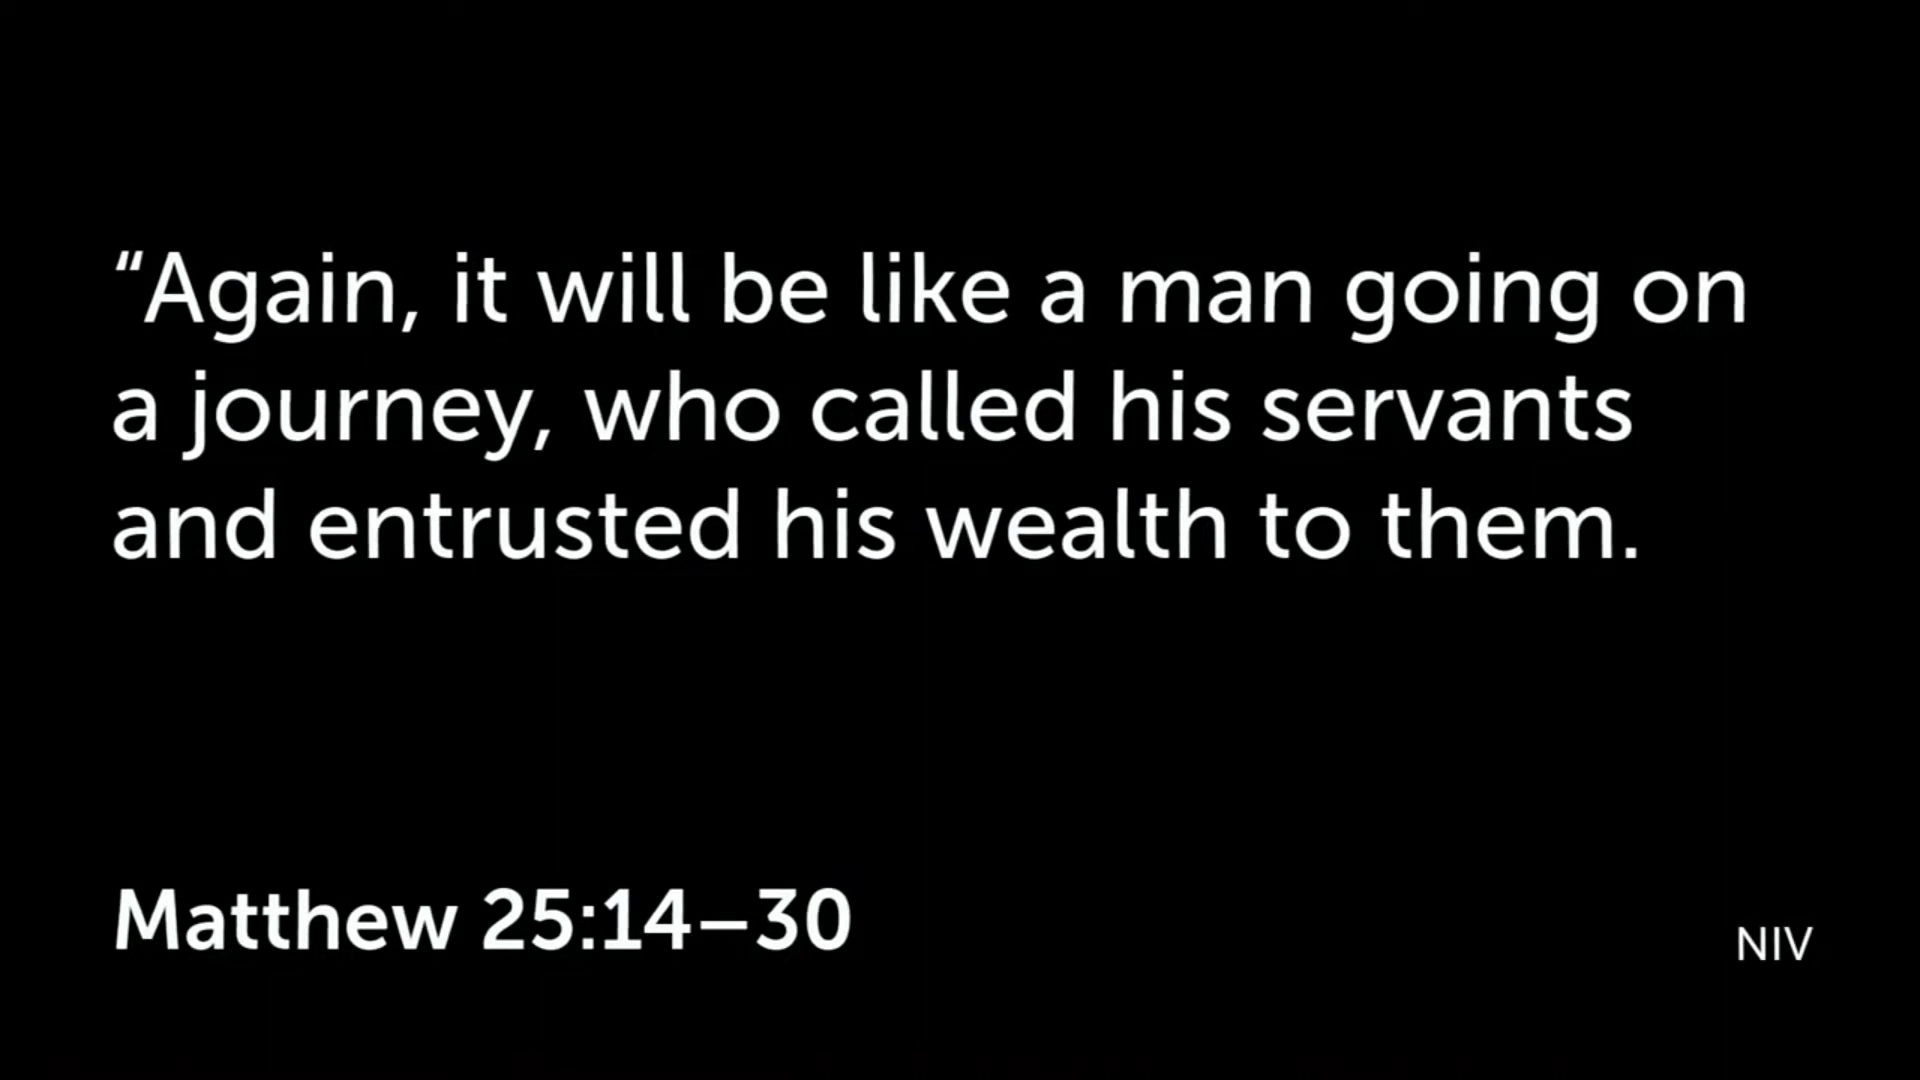 “Again, it will be like a man going on
a journey, who called his servants
and entrusted his wealth to them.
Matthew 25:14–30
NIV